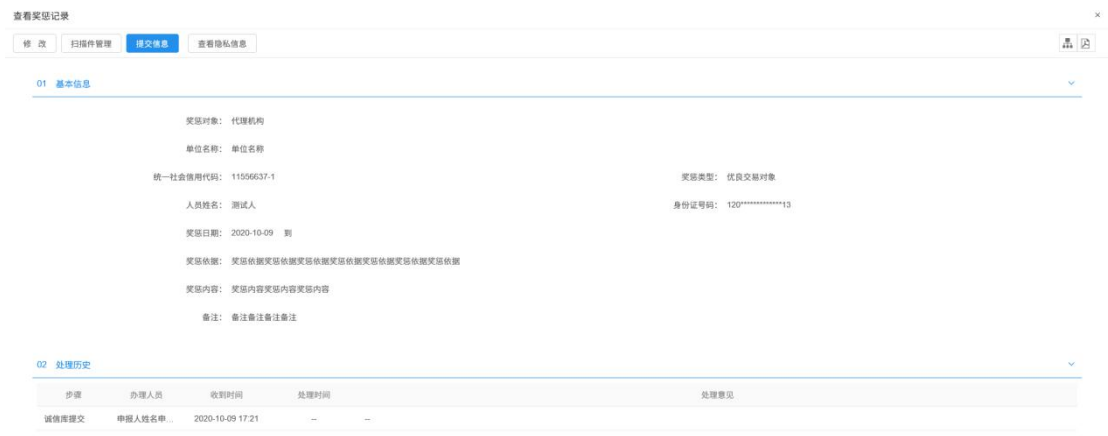 查看奖惩记录 ×
修 改 扫描件管理 提交信息 查看隐私信息
01 基本信息
奖惩对象： 代理机构
单位名称： 单位名称
统一社会信用代码： 11556637-1 奖惩类型： 优良交易对象
人员姓名： 测试人 身份证号码： 120*************13
奖惩日期： 2020-10-09 到
奖惩依据： 奖惩依据奖惩依据奖惩依据奖惩依据奖惩依据奖惩依据奖惩依据
奖惩内容： 奖惩内容奖惩内容奖惩内容
备注： 备注备注备注备注
02 处理历史
步骤 办理人员 收到时间 处理时间 处理意见
诚信库提交 申报人姓名申... 2020-10-09 17:21 -- --